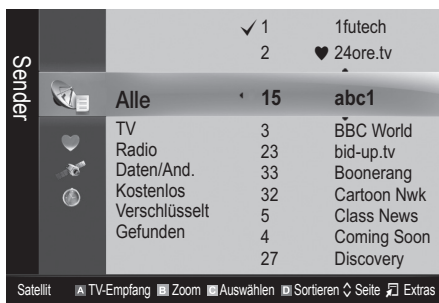 Sender
✓ 1 1futech
2 ♥ 24ore.tv
Alle 15 abc1
TV 3 BBC World
Radio 23 bid-up.tv
Daten/And. 33 Boonerang
Kostenlos 32 Cartoon Nwk
Verschlüsselt 5 Class News
Gefunden 4 Coming Soon
27 Discovery
Satellit A TV-Empfang B Zoom C Auswählen D Sortieren Seite Extras